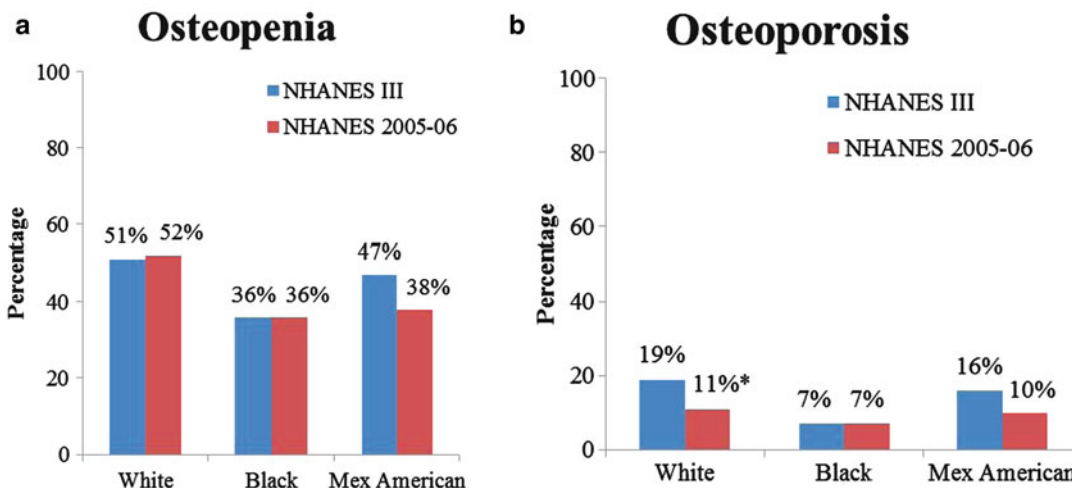 a
Osteopenia
100
80
60
40
20
0
Percentage
NHANES III
NHANES 2005-06
51%
52%
36%
36%
47%
38%
White
Black
Mex American
b
Osteoporosis
100
80
60
40
20
0
Percentage
NHANES III
NHANES 2005-06
19%
11%*
7%
7%
16%
10%
White
Black
Mex American